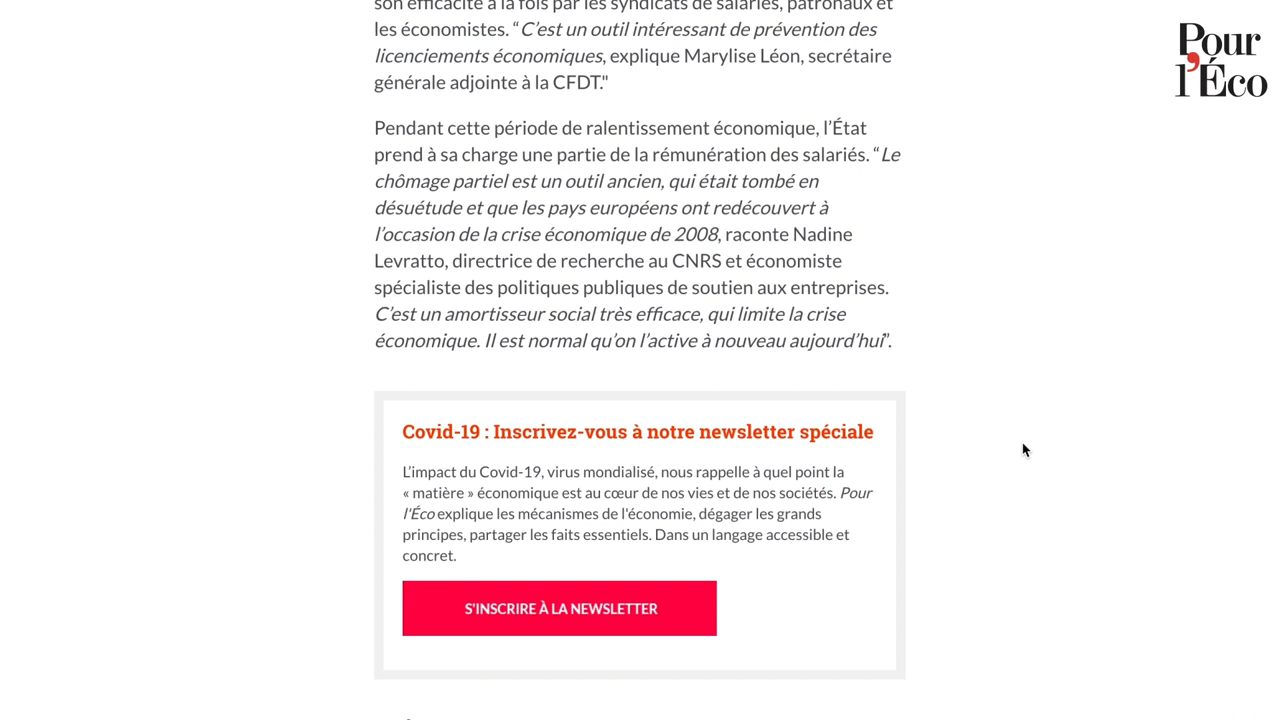 son efficacité à la fois par les syndicats de salariés, patronaux et
les économistes. “C’est un outil intéressant de prévention des
licenciements économiques, explique Marylise Léon, secrétaire
générale adjointe à la CFDT."
Pendant cette période de ralentissement économique, l’État
prend à sa charge une partie de la rémunération des salariés. “Le
chômage partiel est un outil ancien, qui était tombé en
désuétude et que les pays européens ont redécouvert à
l’occasion de la crise économique de 2008, raconte Nadine
Levratto, directrice de recherche au CNRS et économiste
spécialiste des politiques publiques de soutien aux entreprises.
C’est un amortisseur social très efficace, qui limite la crise
économique. Il est normal qu’on l’active à nouveau aujourd’hui”.
Covid-19 : Inscrivez-vous à notre newsletter spéciale
L’impact du Covid-19, virus mondialisé, nous rappelle à quel point la
« matière » économique est au cœur de nos vies et de nos sociétés. Pour
l'Éco explique les mécanismes de l'économie, dégager les grands
principes, partager les faits essentiels. Dans un langage accessible et
concret.
S'INSCRIRE À LA NEWSLETTER
Pour
l’Éco